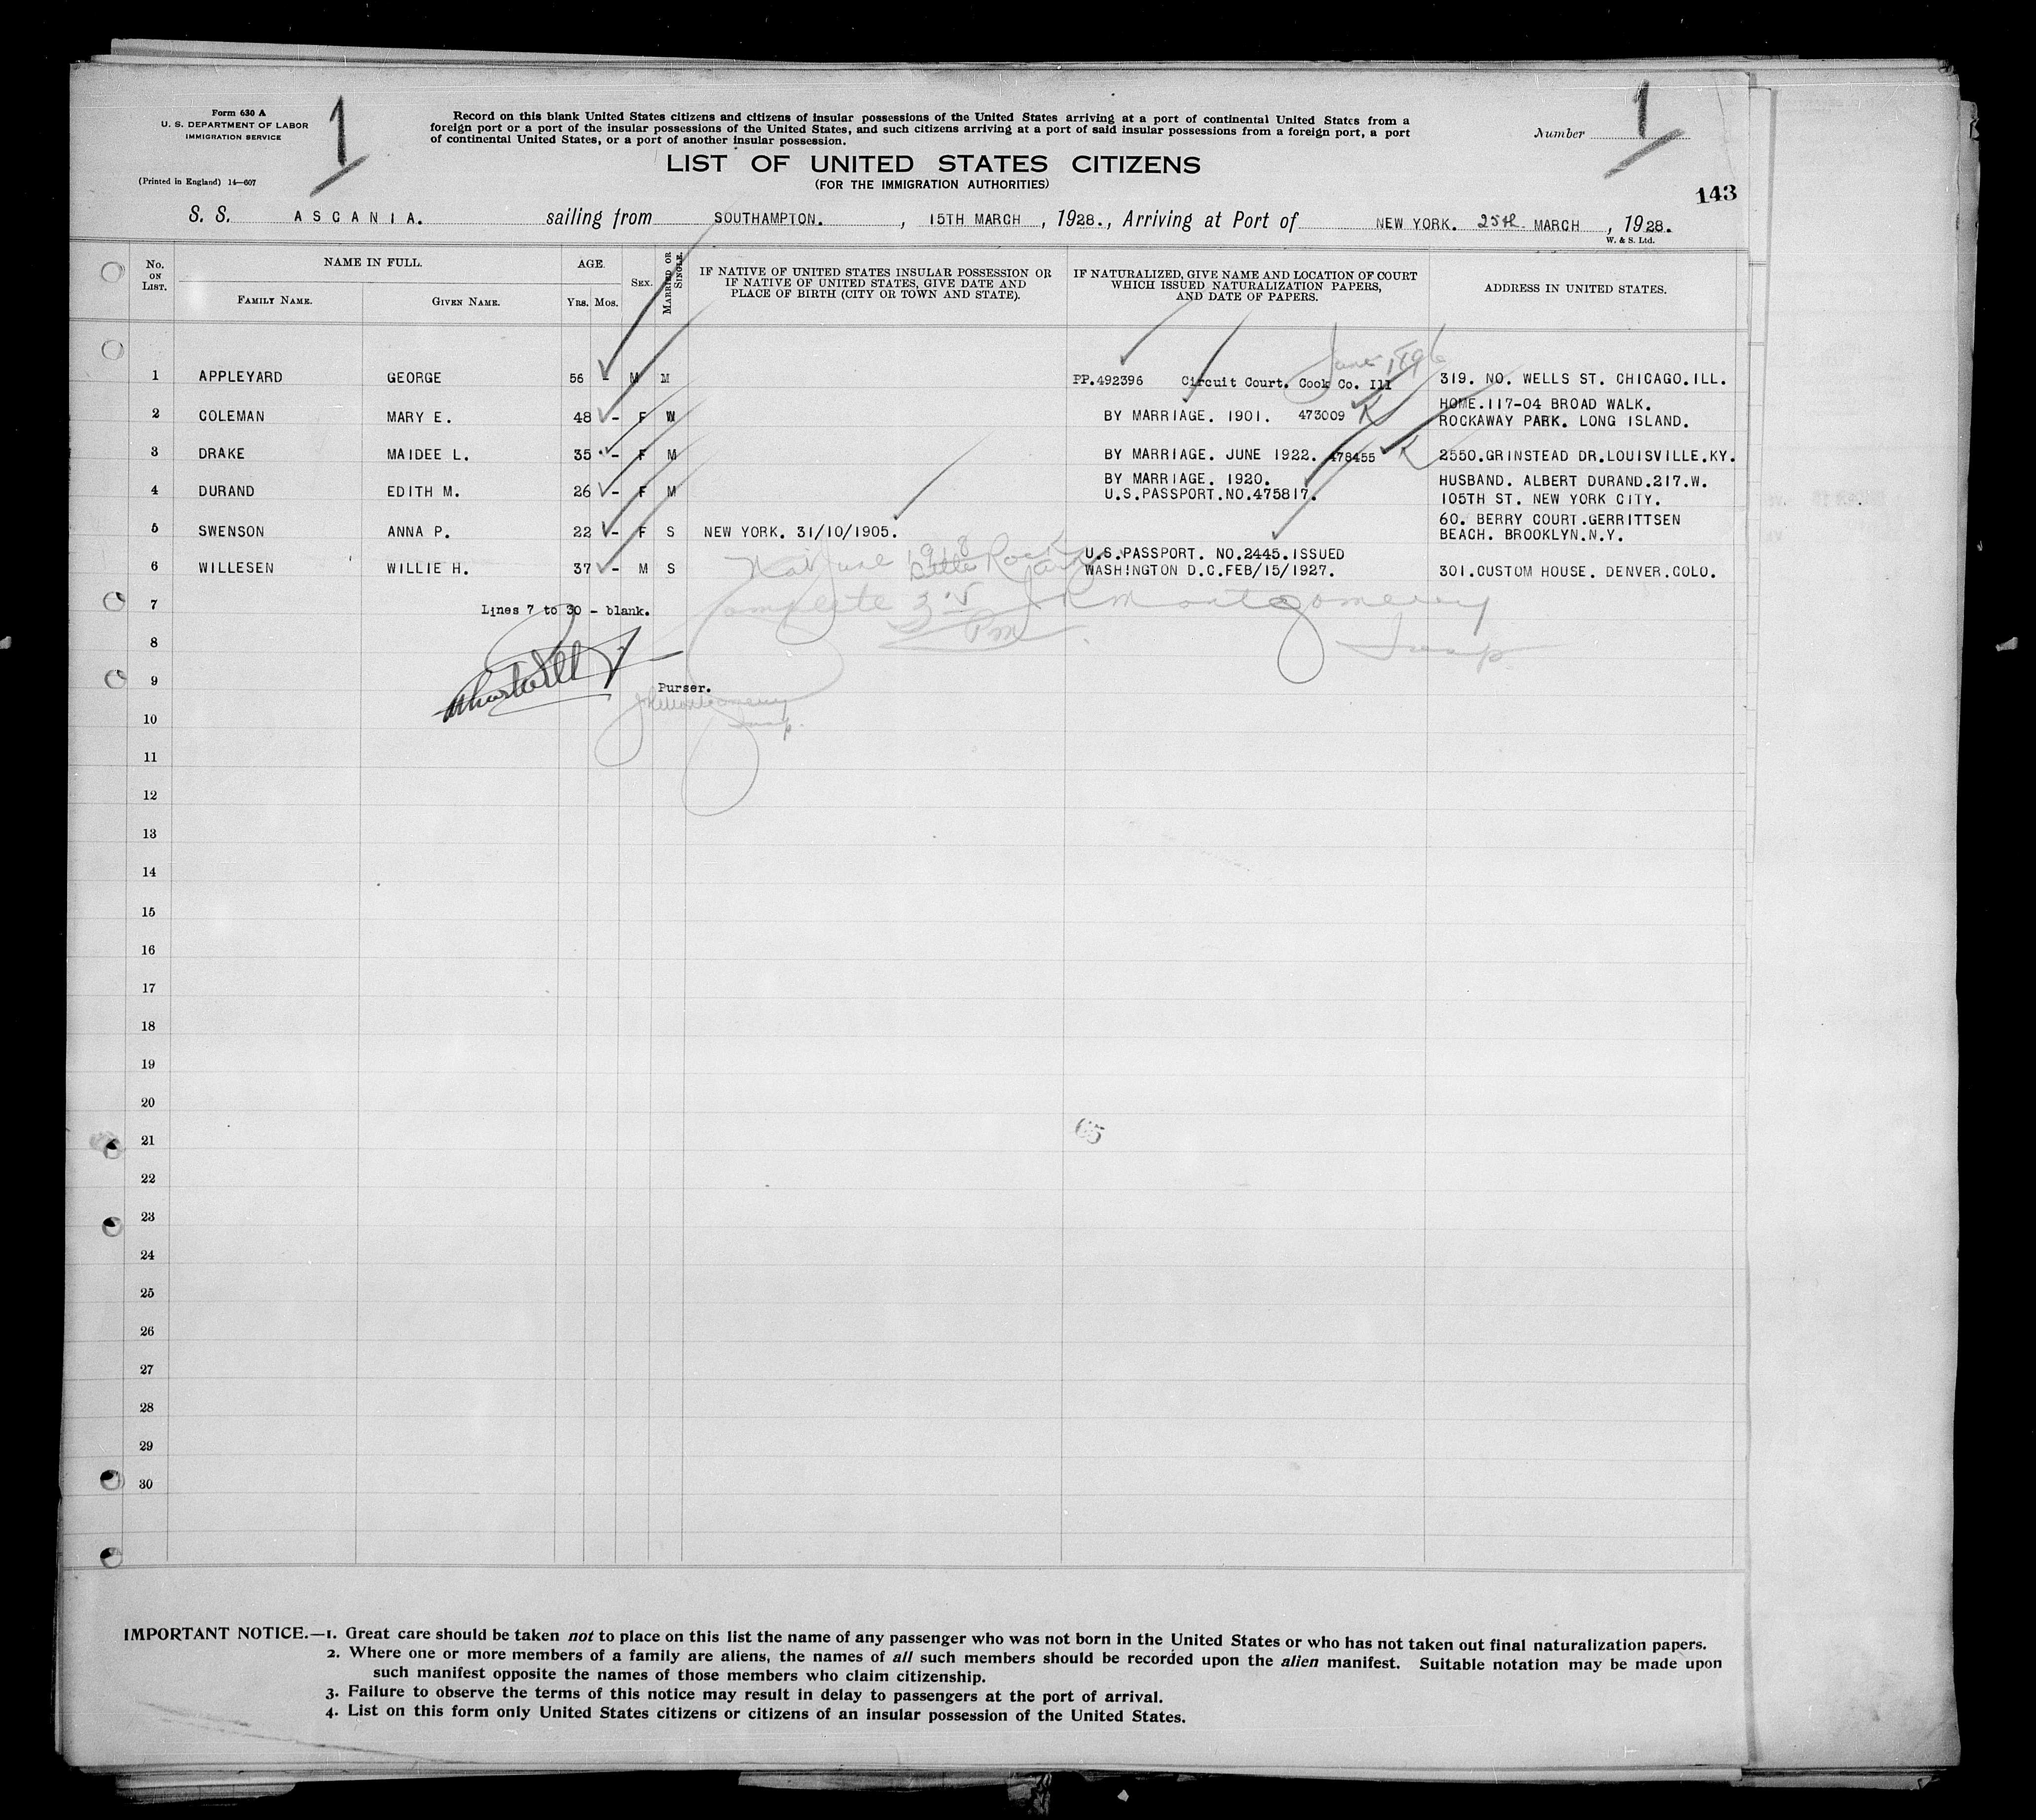 Form 630 A
U. S. DEPARTMENT OF LABOR
IMMIGRATION SERVICE
(Printed in England) 14—607
1
Record on this blank United States citizens and citizens of insular possessions of the United States arriving at a port of continental United States from a
foreign port or a port of the insular possessions of the United States, and such citizens arriving at a port of said insular possessions from a foreign port, a port
of continental United States, or a port of another insular possession.
LIST OF UNITED STATES CITIZENS
(FOR THE IMMIGRATION AUTHORITIES)
Number 1
143
S. S. ASCANIA. sailing from SOUTHAMPTON. , 15TH MARCH , 1928., Arriving at Port of NEW YORK. 25th MARCH , 1928.
W. & S. Ltd.
No. ON LIST.
NAME IN FULL.
FAMILY NAME.
GIVEN NAME.
AGE.
Yrs. Mos.
SEX.
MARRIED OR SINGLE.
IF NATIVE OF UNITED STATES INSULAR POSSESSION OR
IF NATIVE OF UNITED STATES, GIVE DATE AND
PLACE OF BIRTH (CITY OR TOWN AND STATE).
IF NATURALIZED, GIVE NAME AND LOCATION OF COURT
WHICH ISSUED NATURALIZATION PAPERS,
AND DATE OF PAPERS.
ADDRESS IN UNITED STATES.
June 1896
1 APPLEYARD GEORGE 56 - M M PP.492396 Circuit Court. Cook Co. Ill 319. NO. WELLS ST. CHICAGO.ILL.
2 COLEMAN MARY E. 48 - F W BY MARRIAGE. 1901. 473009 K HOME.117-04 BROAD WALK.
ROCKAWAY PARK. LONG ISLAND.
3 DRAKE MAIDEE L. 35 - F M BY MARRIAGE. JUNE 1922. 478455 K 2550.GRINSTEAD DR.LOUISVILLE.KY.
4 DURAND EDITH M. 26 - F M BY MARRIAGE. 1920.
U.S.PASSPORT.NO.475817. HUSBAND. ALBERT DURAND.217.W.
105TH ST. NEW YORK CITY.
5 SWENSON ANNA P. 22 - F S NEW YORK. 31/10/1905. 60. BERRY COURT.GERRITTSEN
BEACH. BROOKLYN.N.Y.
6 WILLESEN WILLIE H. 37 - M S Nat June 1918 Little Rock Ark U.S.PASSPORT. NO.2445.ISSUED
WASHINGTON D.C.FEB/15/1927. 301.CUSTOM HOUSE. DENVER.COLO.
7 Lines 7 to 30 - blank. Complete JRMontgomery
8 PM Insp.
9 Purser.
JRMontgomery
10 Insp.
11
12
13
14
15
16
17
18
19
20
21 65
22
23
24
25
26
27
28
29
30
IMPORTANT NOTICE.—1. Great care should be taken not to place on this list the name of any passenger who was not born in the United States or who has not taken out final naturalization papers.
2. Where one or more members of a family are aliens, the names of all such members should be recorded upon the alien manifest. Suitable notation may be made upon
such manifest opposite the names of those members who claim citizenship.
3. Failure to observe the terms of this notice may result in delay to passengers at the port of arrival.
4. List on this form only United States citizens or citizens of an insular possession of the United States.